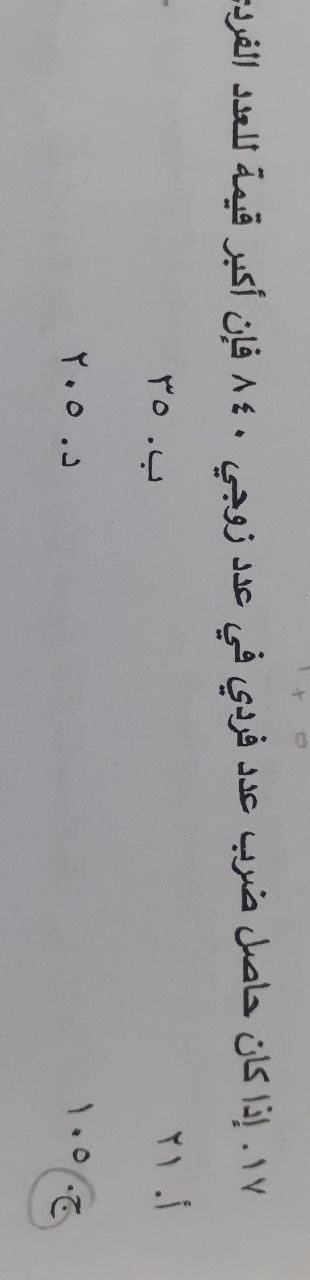 ١٧. إذا كان حاصل ضرب عدد فردي في عدد زوجي ٨٤٠ فإن أكبر قيمة للعدد الفردي
أ. ٢١ ب. ٣٥
ج. ١٠٥ د. ٢٠٥